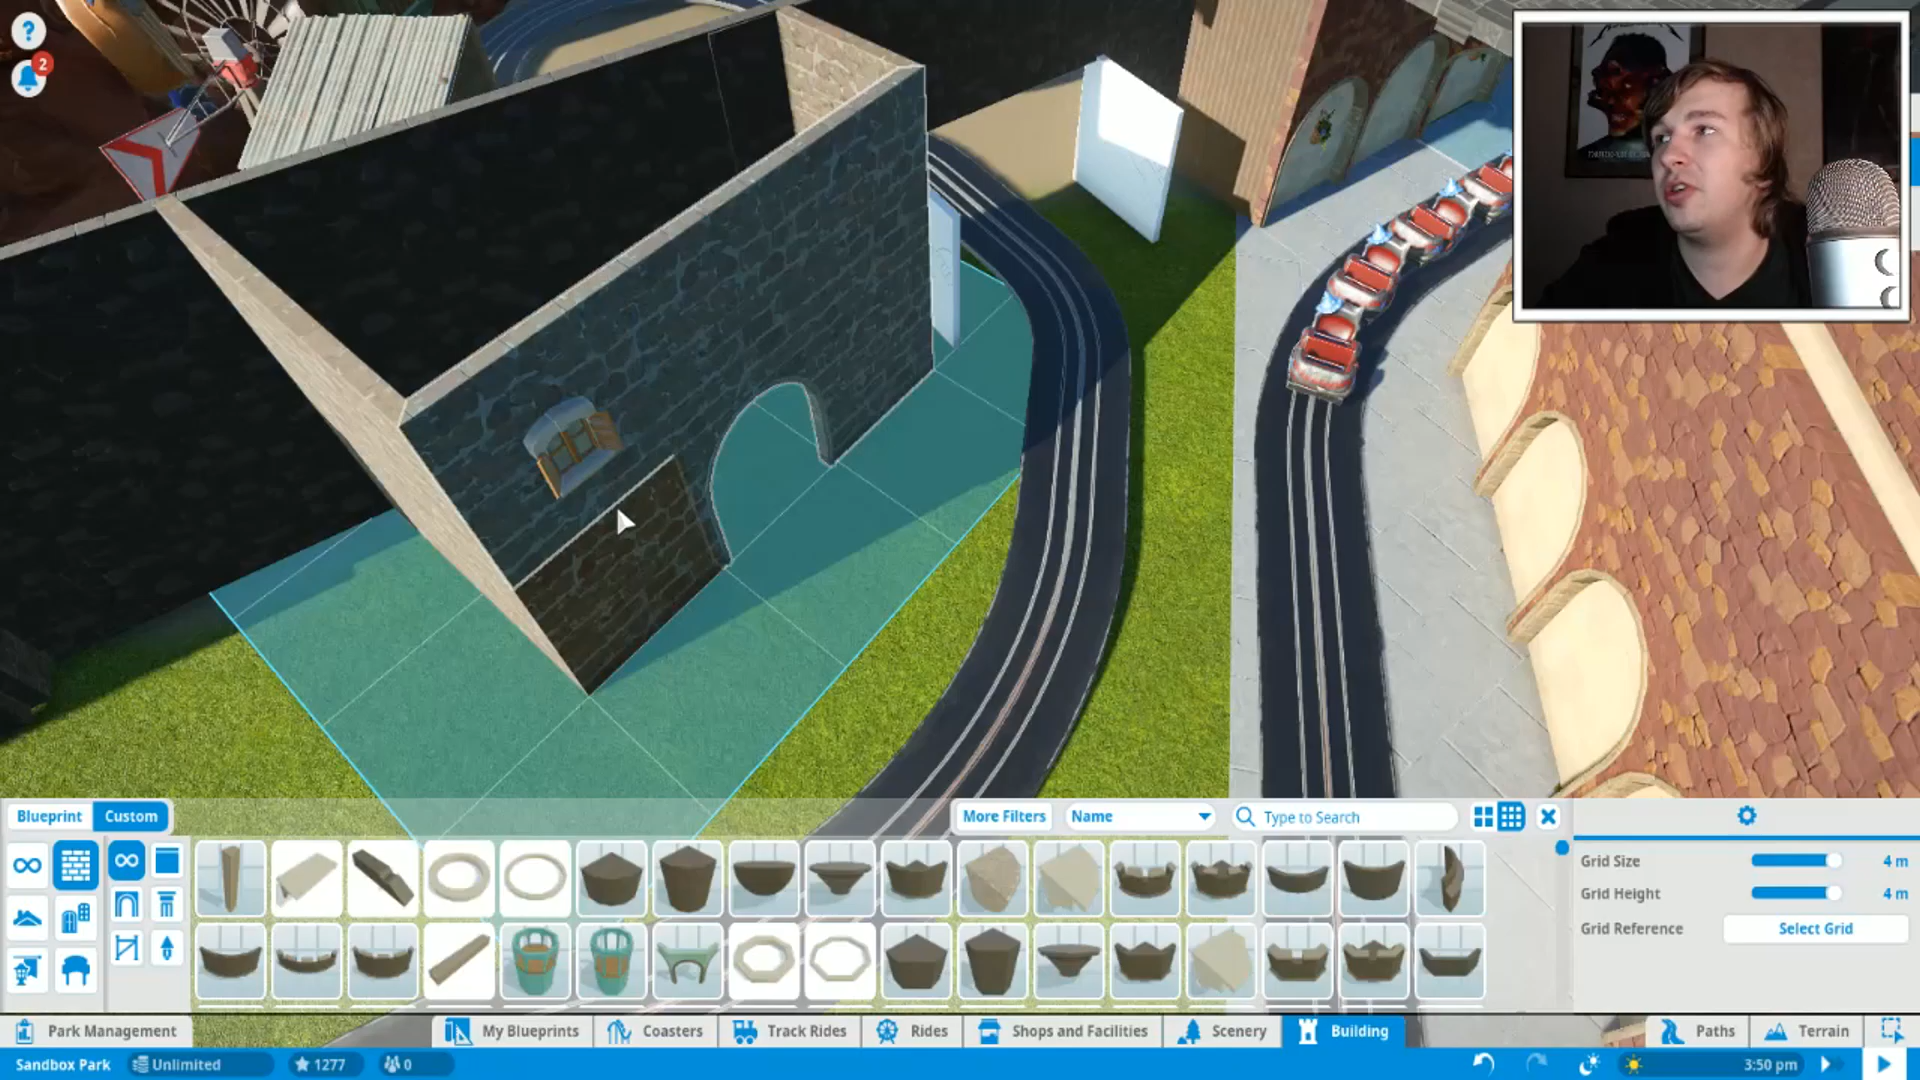 ?
2
Blueprint
Custom
More Filters
Name
Type to Search
Grid Size
4 m
Grid Height
4 m
Grid Reference
Select Grid
Park Management
My Blueprints
Coasters
Track Rides
Rides
Shops and Facilities
Scenery
Building
Paths
Terrain
Sandbox Park
Unlimited
1277
0
3:50 pm